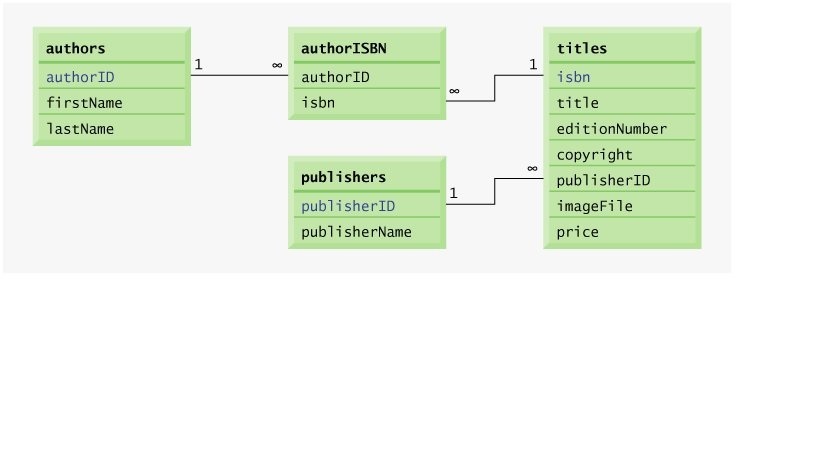 authors
authorID
firstName
lastName
1
∞
authorISBN
authorID
isbn
∞
1
titles
isbn
title
editionNumber
copyright
publisherID
imageFile
price
publishers
publisherID
publisherName
1
∞